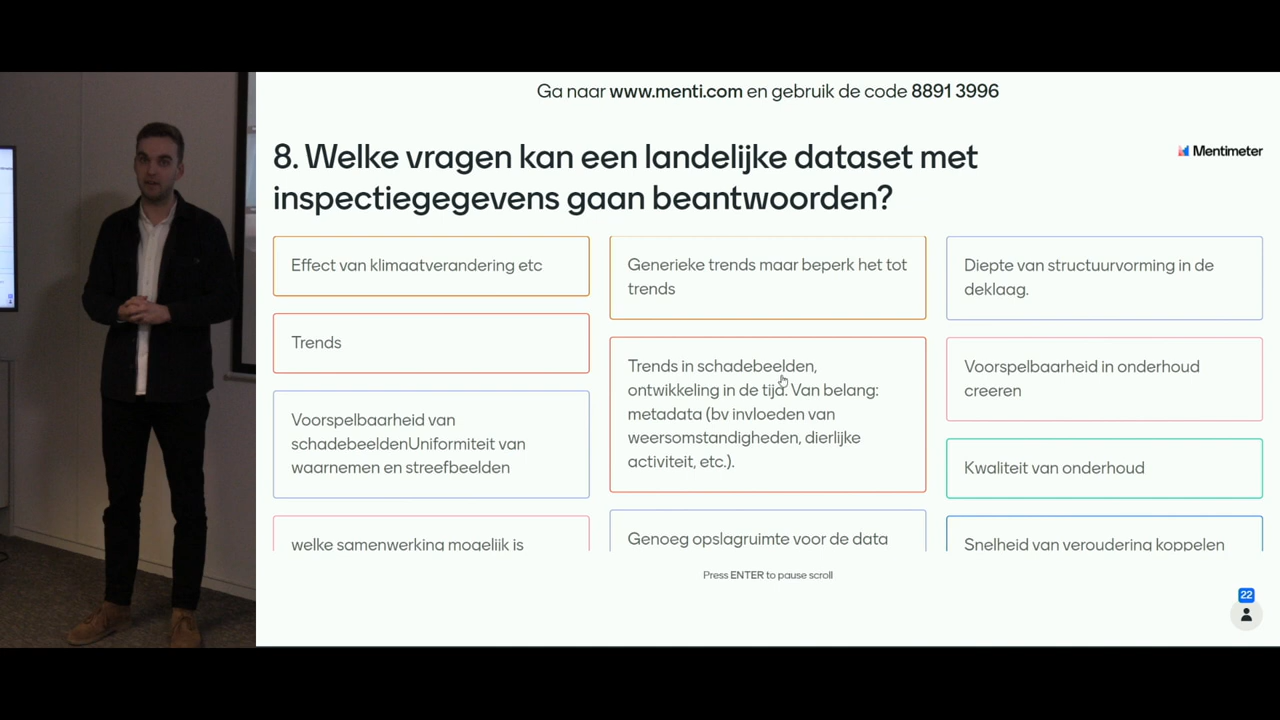 Ga naar www.menti.com en gebruik de code 8891 3996
8. Welke vragen kan een landelijke dataset met
inspectiegegevens gaan beantwoorden?
Mentimeter
Effect van klimaatverandering etc
Trends
Voorspelbaarheid van
schadebeeldenUniformiteit van
waarnemen en streefbeelden
welke samenwerking mogelijk is
Generieke trends maar beperk het tot
trends
Trends in schadebeelden,
ontwikkeling in de tijd. Van belang:
metadata (bv invloeden van
weersomstandigheden, dierlijke
activiteit, etc.).
Genoeg opslagruimte voor de data
Diepte van structuurvorming in de
deklaag.
Voorspelbaarheid in onderhoud
creeren
Kwaliteit van onderhoud
Snelheid van veroudering koppelen
Press ENTER to pause scroll
22